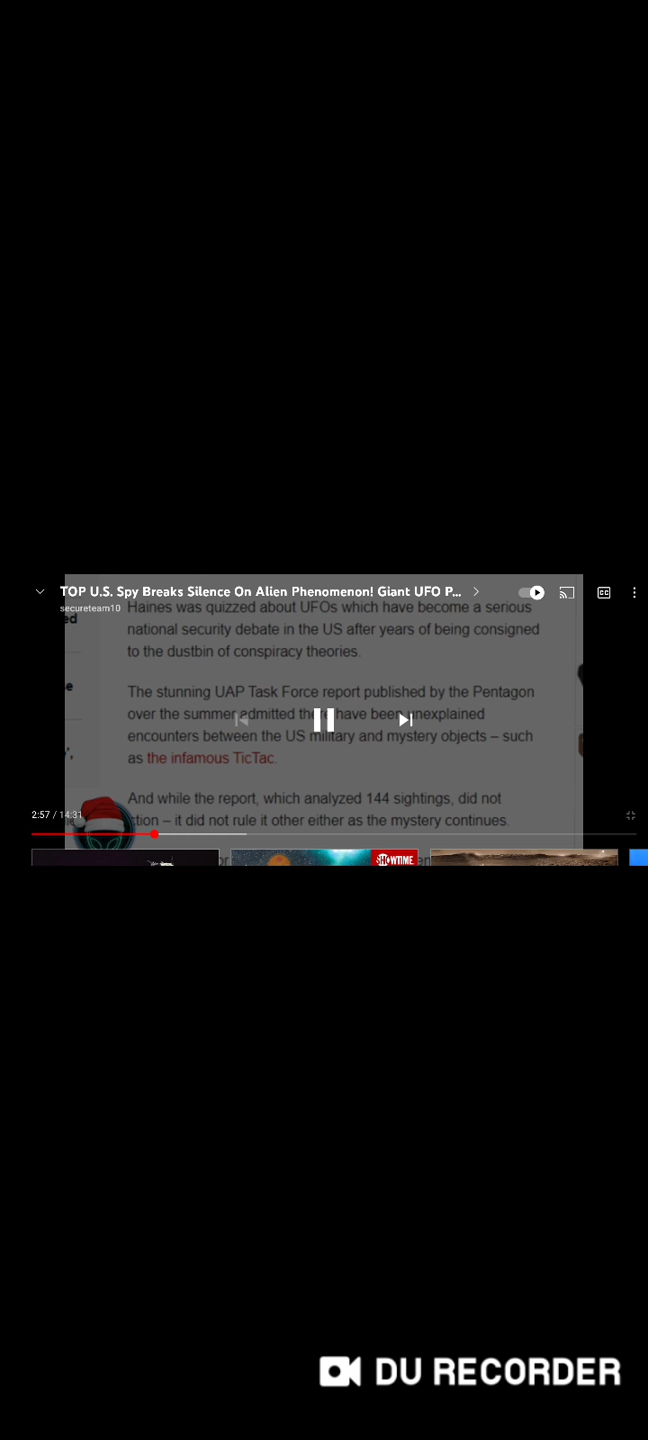 TOP U.S. Spy Breaks Silence On Alien Phenomenon! Giant UFO P...
secureteam10
Haines was quizzed about UFOs which have become a serious
national security debate in the US after years of being consigned
to the dustbin of conspiracy theories.
The stunning UAP Task Force report published by the Pentagon
over the summer admitted there have been unexplained
encounters between the US military and mystery objects – such
as the infamous TicTac.
And while the report, which analyzed 144 sightings, did not
ction – it did not rule it other either as the mystery continues.
2:57 / 14:31
SHOWTIME
DU RECORDER